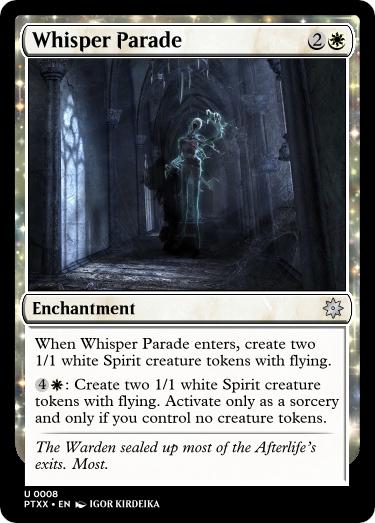 Whisper Parade 2
Enchantment
When Whisper Parade enters, create two
1/1 white Spirit creature tokens with flying.
4 : Create two 1/1 white Spirit creature
tokens with flying. Activate only as a sorcery
and only if you control no creature tokens.
The Warden sealed up most of the Afterlife's
exits. Most.
U 0008
PTXX • EN IGOR KIRDEIKA